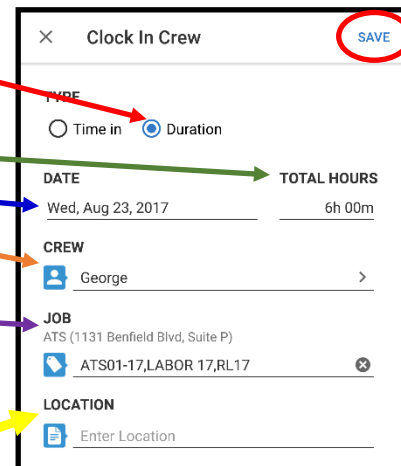 Clock In Crew SAVE
TYPE
Time in Duration
DATE TOTAL HOURS
Wed, Aug 23, 2017 6h 00m
CREW
George
JOB
ATS (1131 Benfield Blvd, Suite P)
ATS01-17,LABOR 17,RL17
LOCATION
Enter Location